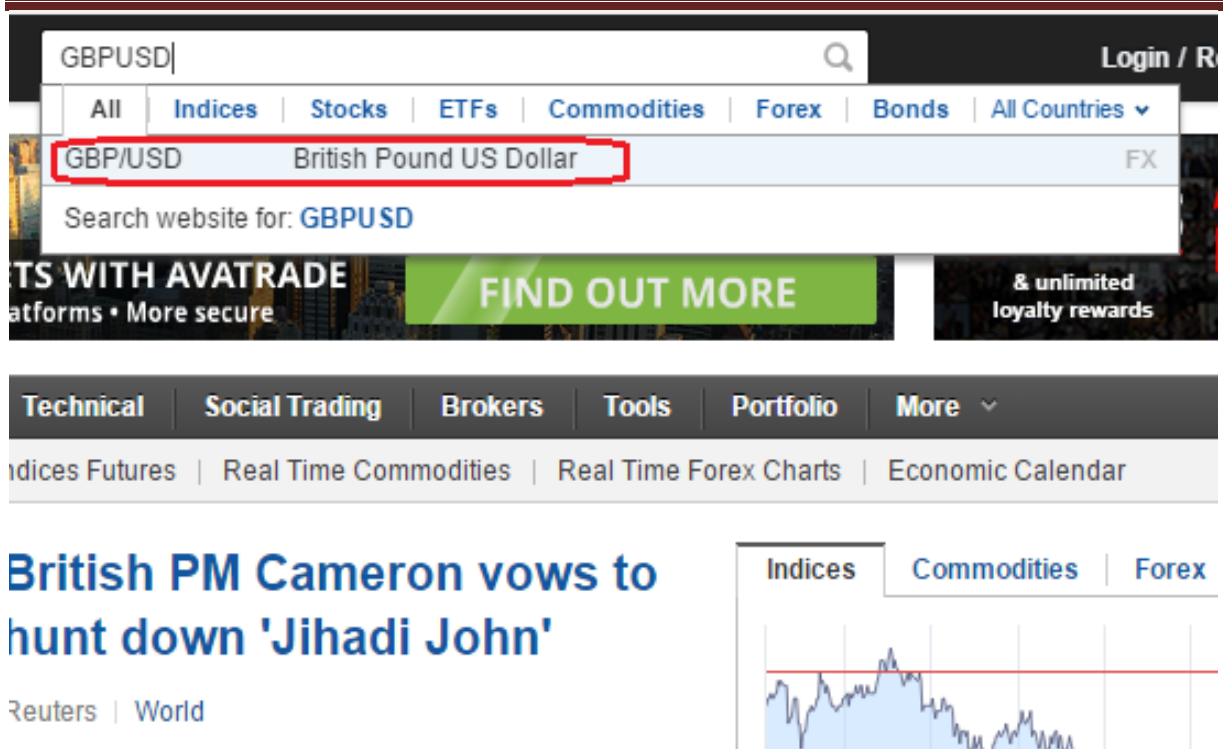 GBPUSD
Login / Re
All | Indices | Stocks | ETFs | Commodities | Forex | Bonds | All Countries
GBP/USD British Pound US Dollar FX
Search website for: GBPUSD
ETS WITH AVATRADE
atforms • More secure
FIND OUT MORE
& unlimited
loyalty rewards
Technical Social Trading Brokers Tools Portfolio More
ndices Futures | Real Time Commodities | Real Time Forex Charts | Economic Calendar
British PM Cameron vows to
hunt down 'Jihadi John'
Reuters | World
Indices Commodities | Forex